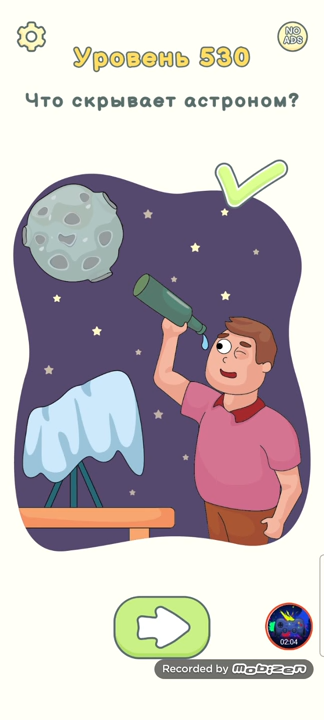 NO
ADS
Уровень 530
Что скрывает астроном?
02:04
Recorded by mobizen